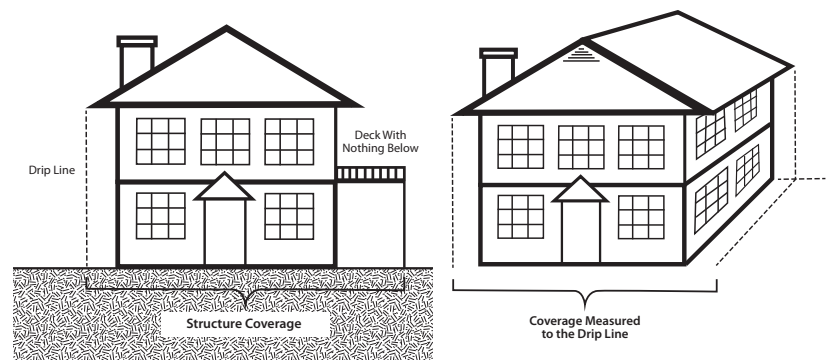 Deck With
Nothing Below
Drip Line
Structure Coverage
Coverage Measured
to the Drip Line